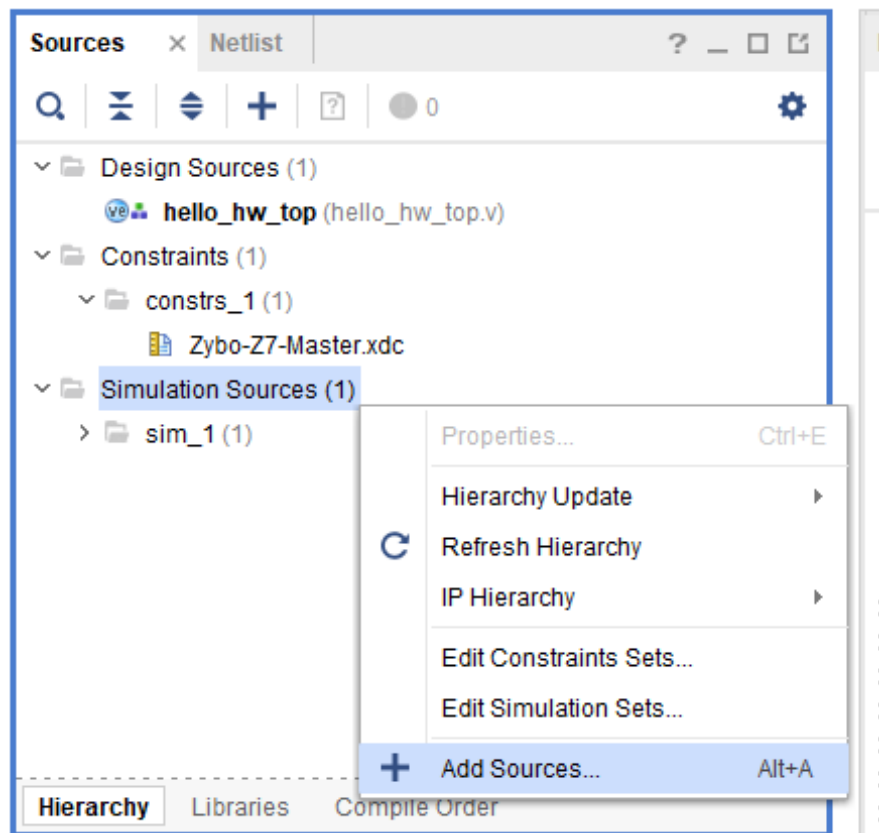 Sources × Netlist ? _
0
Design Sources (1)
hello_hw_top (hello_hw_top.v)
Constraints (1)
constrs_1 (1)
Zybo-Z7-Master.xdc
Simulation Sources (1)
sim_1 (1)
Properties... Ctrl+E
Hierarchy Update
Refresh Hierarchy
IP Hierarchy
Edit Constraints Sets...
Edit Simulation Sets...
Add Sources... Alt+A
Hierarchy Libraries Compile Order